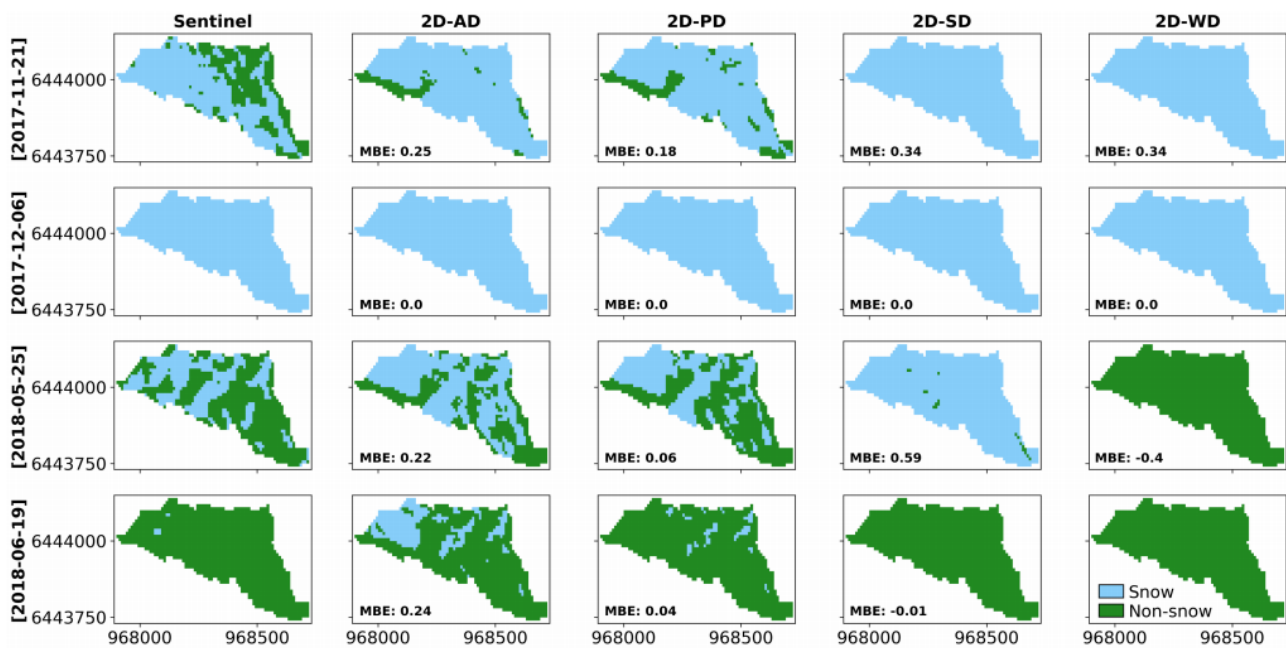 Sentinel 2D-AD 2D-PD 2D-SD 2D-WD
[2017-11-21] 6444000 6443750 MBE: 0.25 MBE: 0.18 MBE: 0.34 MBE: 0.34
[2017-12-06] 6444000 6443750 MBE: 0.0 MBE: 0.0 MBE: 0.0 MBE: 0.0
[2018-05-25] 6444000 6443750 MBE: 0.22 MBE: 0.06 MBE: 0.59 MBE: -0.4
[2018-06-19] 6444000 6443750 MBE: 0.24 MBE: 0.04 MBE: -0.01
Snow
Non-snow
968000 968500 968000 968500 968000 968500 968000 968500 968000 968500